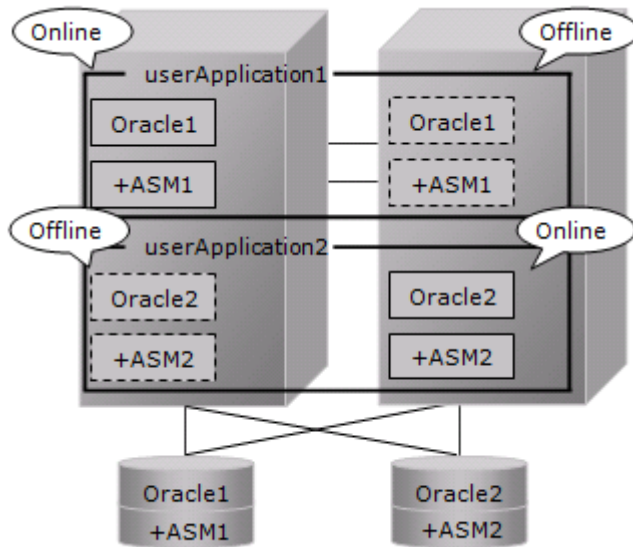 Online
Offline
userApplication1
Oracle1
Oracle1
+ASM1
+ASM1
Offline
Online
userApplication2
Oracle2
Oracle2
+ASM2
+ASM2
Oracle1
Oracle2
+ASM1
+ASM2